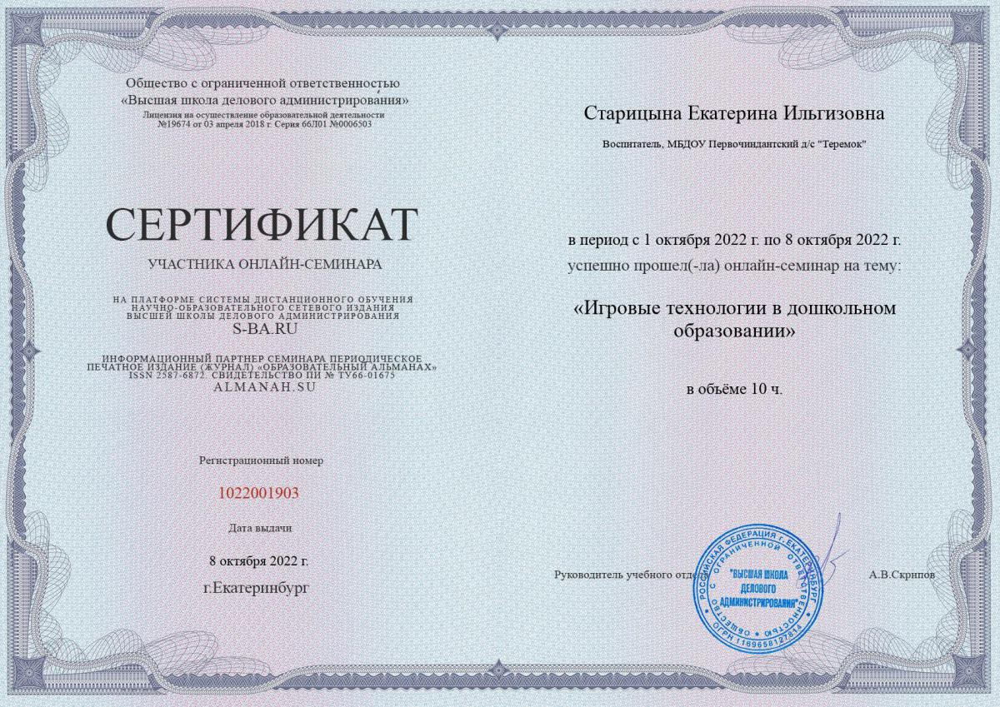 Общество с ограниченной ответственностью
«Высшая школа делового администрирования»
Лицензия на осуществление образовательной деятельности
№19674 от 03 апреля 2018 г. Серия 66Л01 №0006503
СЕРТИФИКАТ
УЧАСТНИКА ОНЛАЙН-СЕМИНАРА
НА ПЛАТФОРМЕ СИСТЕМЫ ДИСТАНЦИОННОГО ОБУЧЕНИЯ
НАУЧНО-ОБРАЗОВАТЕЛЬНОГО СЕТЕВОГО ИЗДАНИЯ
ВЫСШЕЙ ШКОЛЫ ДЕЛОВОГО АДМИНИСТРИРОВАНИЯ
S-BA.RU
ИНФОРМАЦИОННЫЙ ПАРТНЕР СЕМИНАРА ПЕРИОДИЧЕСКОЕ
ПЕЧАТНОЕ ИЗДАНИЕ (ЖУРНАЛ) «ОБРАЗОВАТЕЛЬНЫЙ АЛЬМАНАХ»
ISSN 2587-6872. СВИДЕТЕЛЬСТВО ПИ № ТУ66-01675
ALMANAH.SU
Регистрационный номер
1022001903
Дата выдачи
8 октября 2022 г.
г.Екатеринбург
Старицына Екатерина Ильгизовна
Воспитатель, МБДОУ Первочиндантский д/с "Теремок"
в период с 1 октября 2022 г. по 8 октября 2022 г.
успешно прошел(-ла) онлайн-семинар на тему:
«Игровые технологии в дошкольном
образовании»
в объёме 10 ч.
Руководитель учебного отдела
А.В.Скрипов
РОССИЙСКАЯ ФЕДЕРАЦИЯ г. ЕКАТЕРИНБУРГ
ОГРН 1169658127814
ОБЩЕСТВО С ОГРАНИЧЕННОЙ ОТВЕТСТВЕННОСТЬЮ
"ВЫСШАЯ ШКОЛА
ДЕЛОВОГО
АДМИНИСТРИРОВАНИЯ"